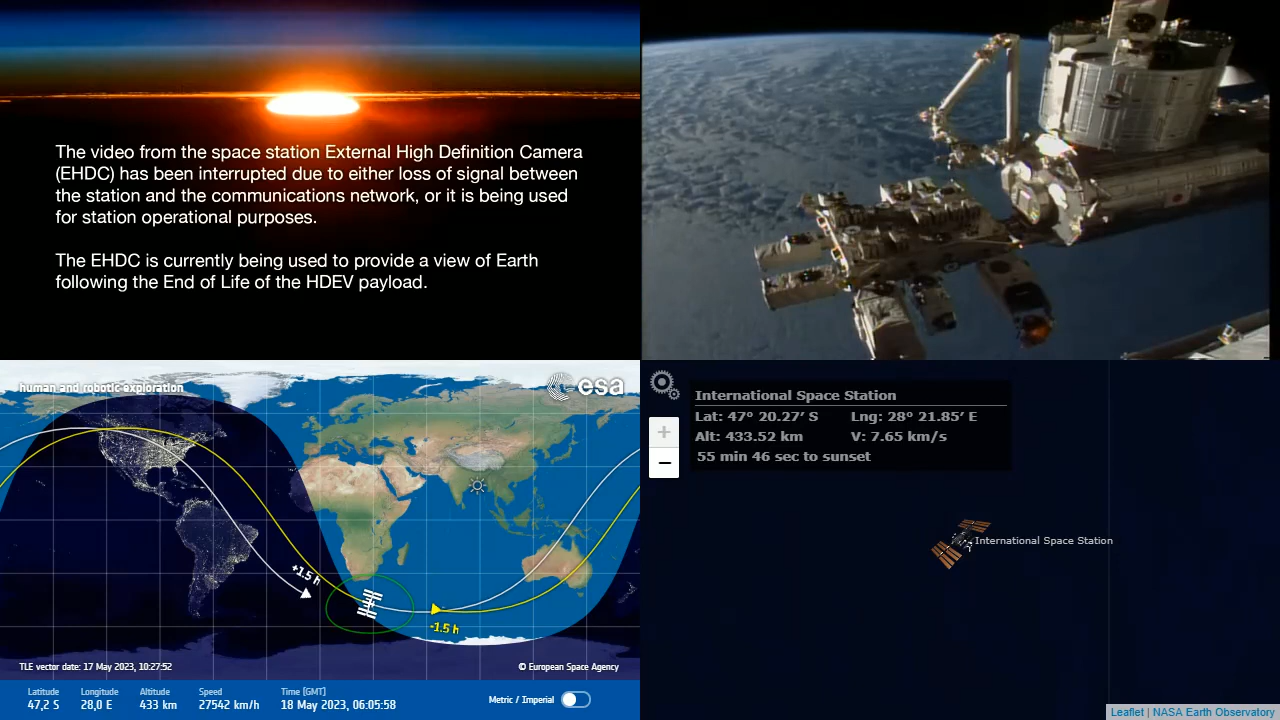 The video from the space station External High Definition Camera
(EHDC) has been interrupted due to either loss of signal between
the station and the communications network, or it is being used
for station operational purposes.
The EHDC is currently being used to provide a view of Earth
following the End of Life of the HDEV payload.
human and robotic exploration
esa
+1.5 h
-1.5 h
TLE vector date: 17 May 2023, 10:27:52
© European Space Agency
Latitude Longitude Altitude Speed Time [GMT]
47,2 S 28,0 E 433 km 27542 km/h 18 May 2023, 06:05:58
Metric / Imperial
+
−
International Space Station
Lat: 47° 20.27′ S Lng: 28° 21.85′ E
Alt: 433.52 km V: 7.65 km/s
55 min 46 sec to sunset
International Space Station
Leaflet | NASA Earth Observatory